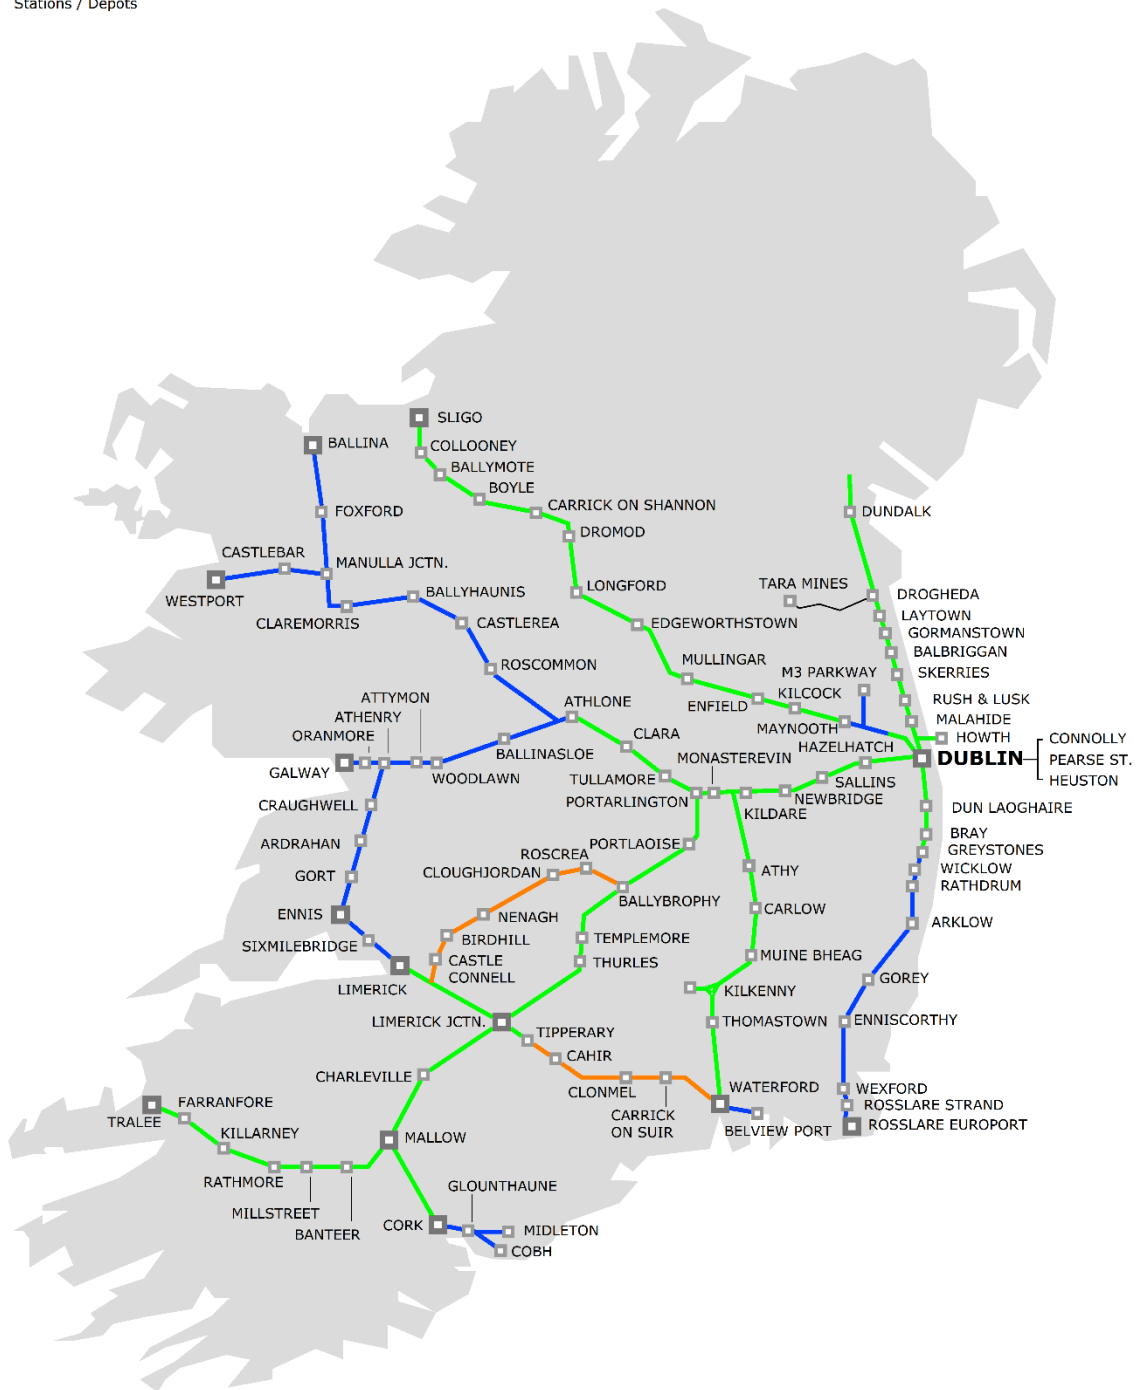 Stations / Depots
SLIGO
BALLINA
COLLOONEY
BALLYMOTE
BOYLE
CARRICK ON SHANNON
FOXFORD
DUNDALK
DROMOD
CASTLEBAR
MANULLA JCTN.
WESTPORT
BALLYHAUNIS
LONGFORD
TARA MINES
DROGHEDA
CLAREMORRIS
CASTLEREA
EDGEWORTHSTOWN
LAYTOWN
GORMANSTOWN
BALBRIGGAN
ROSCOMMON
MULLINGAR
M3 PARKWAY
SKERRIES
ATTYMON
ATHLONE
ENFIELD
KILCOCK
RUSH & LUSK
ATHENRY
MAYNOOTH
MALAHIDE
ORANMORE
CLARA
HAZELHATCH
HOWTH
CONNOLLY
BALLINASLOE
MONASTEREVIN
DUBLIN
PEARSE ST.
GALWAY
WOODLAWN
TULLAMORE
SALLINS
HEUSTON
CRAUGHWELL
PORTARLINGTON
KILDARE
NEWBRIDGE
DUN LAOGHAIRE
ARDRAHAN
PORTLAOISE
BRAY
ROSCREA
GREYSTONES
GORT
CLOUGHJORDAN
ATHY
WICKLOW
BALLYBROPHY
RATHDRUM
ENNIS
NENAGH
CARLOW
ARKLOW
SIXMILEBRIDGE
BIRDHILL
TEMPLEMORE
CASTLE
CONNELL
THURLES
MUINE BHEAG
LIMERICK
GOREY
KILKENNY
LIMERICK JCTN.
TIPPERARY
THOMASTOWN
ENNISCORTHY
CAHIR
CHARLEVILLE
CLONMEL
WATERFORD
WEXFORD
FARRANFORE
TRALEE
CARRICK
ON SUIR
BELVIEW PORT
ROSSLARE STRAND
ROSSLARE EUROPORT
KILLARNEY
MALLOW
RATHMORE
GLOUNTHAUNE
MILLSTREET
BANTEER
CORK
MIDLETON
COBH